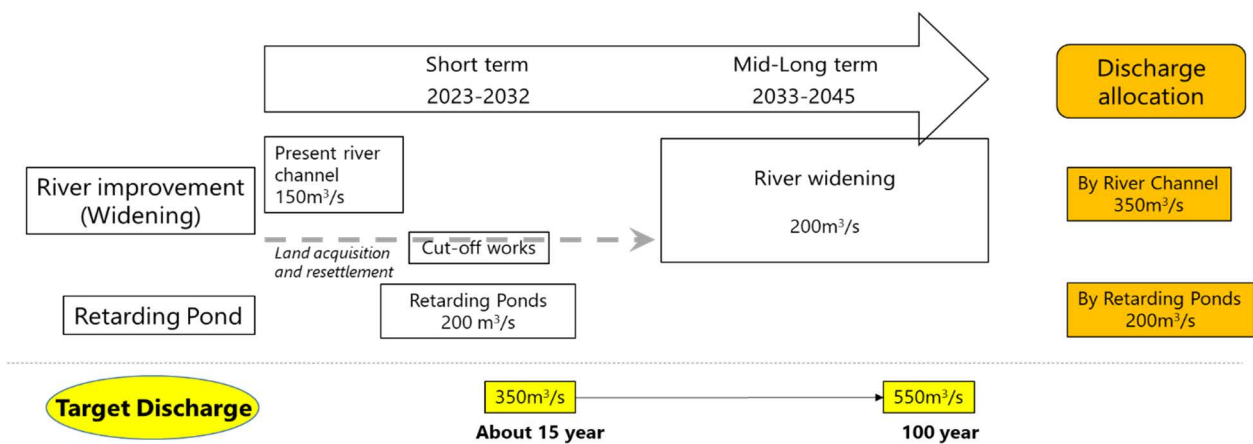 Short term
2023-2032
Mid-Long term
2033-2045
Discharge
allocation
River improvement
(Widening)
Present river
channel
150m³/s
River widening
200m³/s
By River Channel
350m³/s
Land acquisition
and resettlement
Cut-off works
Retarding Pond
Retarding Ponds
200 m³/s
By Retarding Ponds
200m³/s
Target Discharge
350m³/s
550m³/s
About 15 year
100 year